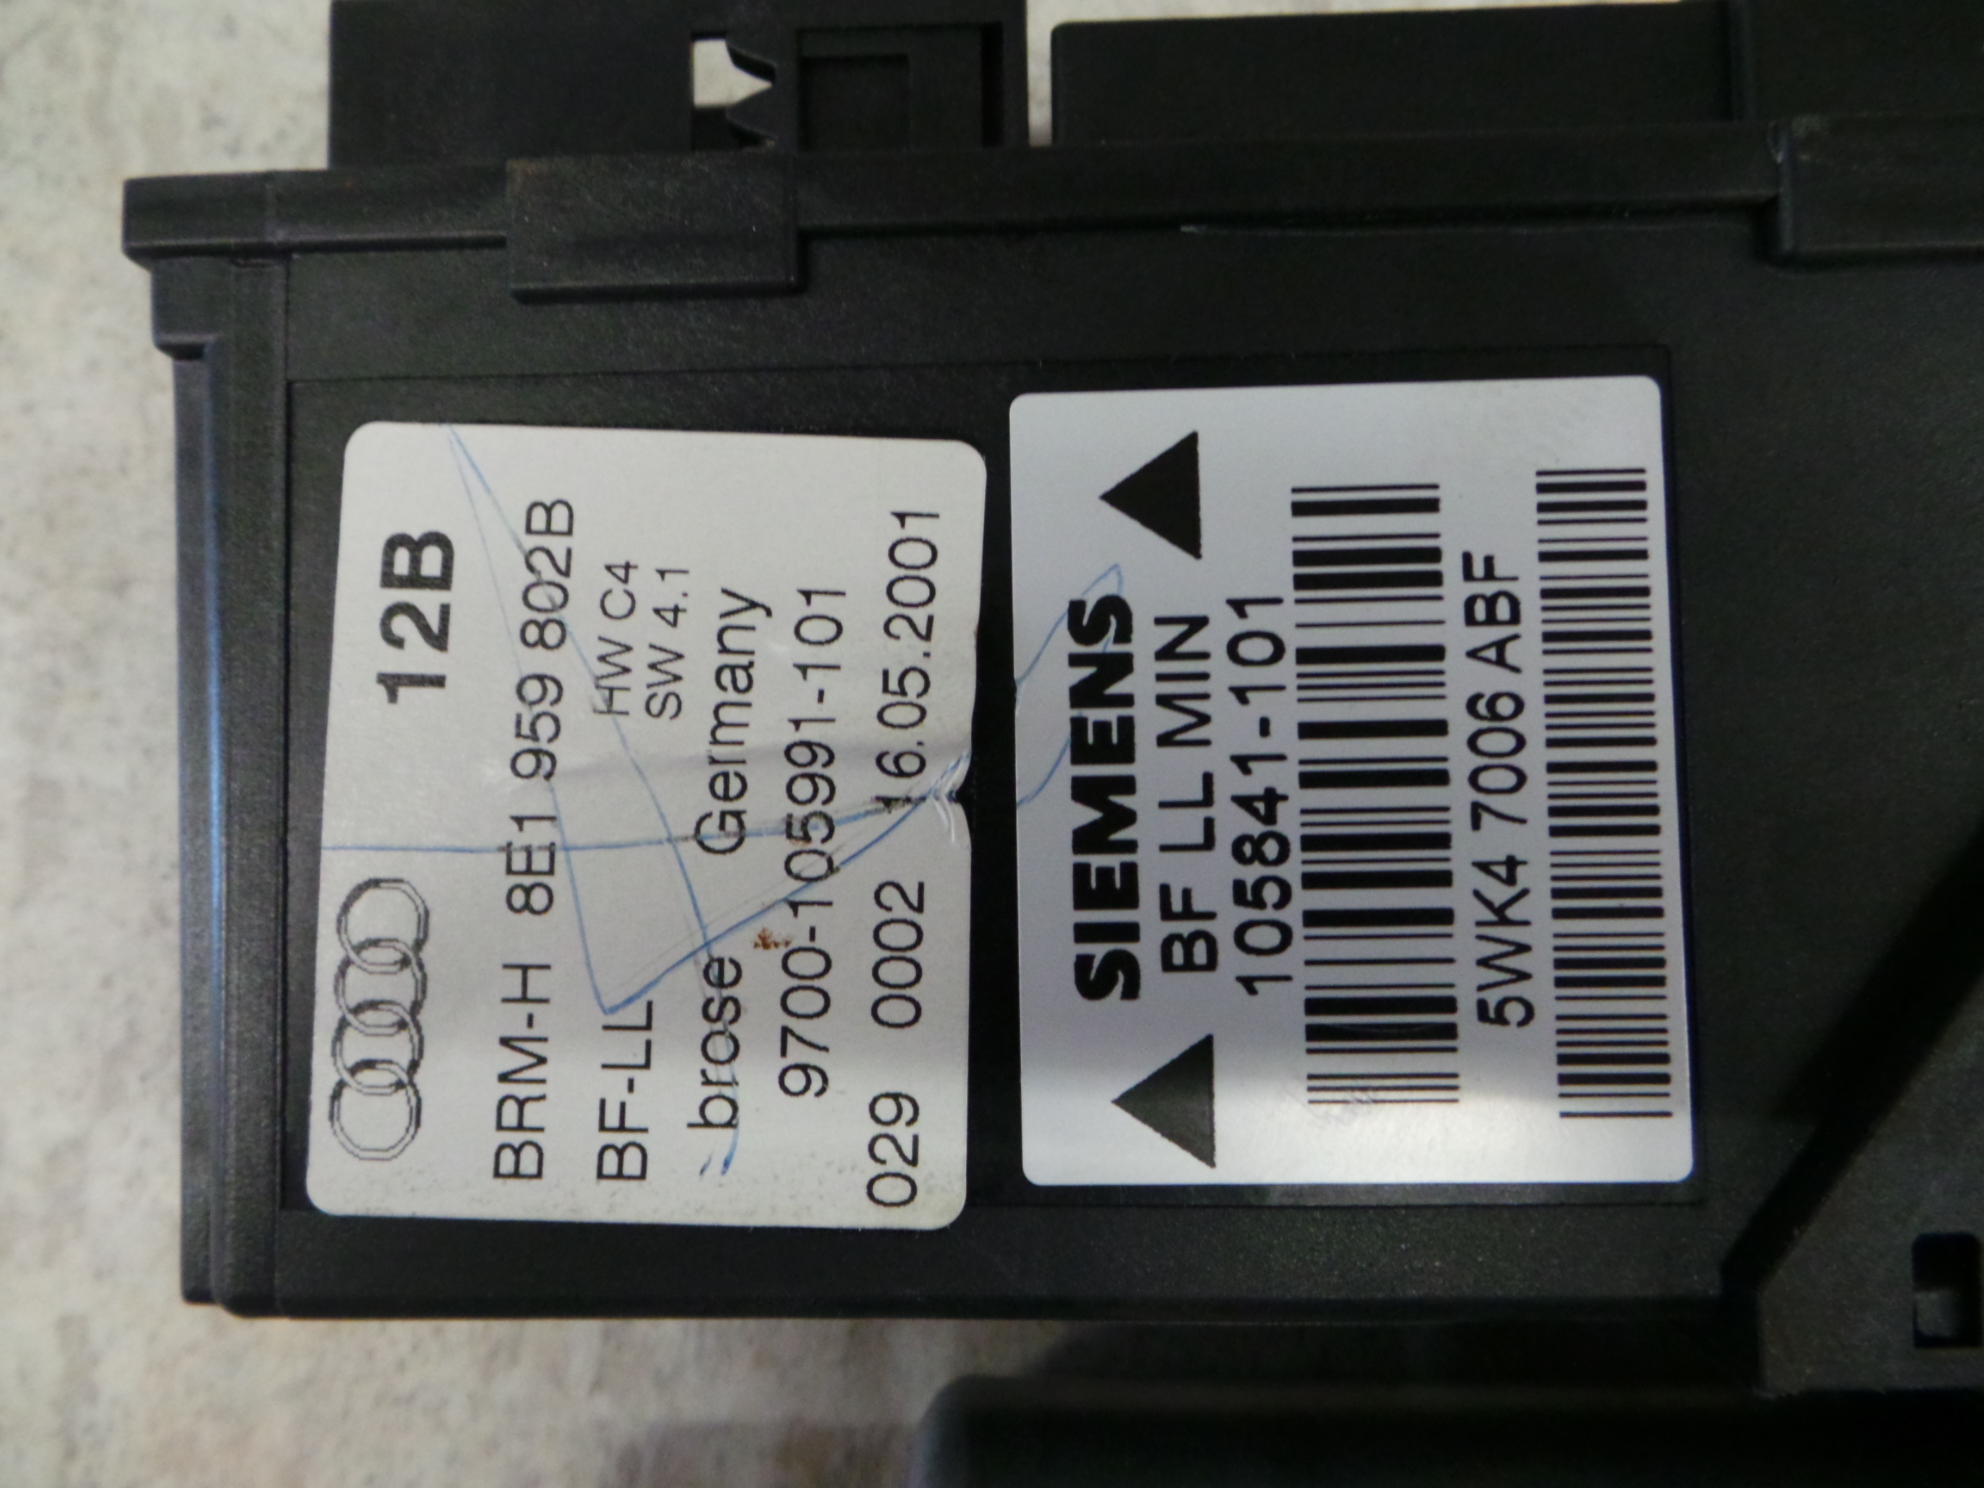 12B
BRM-H 8E1 959 802B
BF-LL HW C4
SW 4.1
brose Germany
9700-105991-101
029 0002 16.05.2001
SIEMENS
BF LL MIN
105841-101
5WK4 7006 ABF